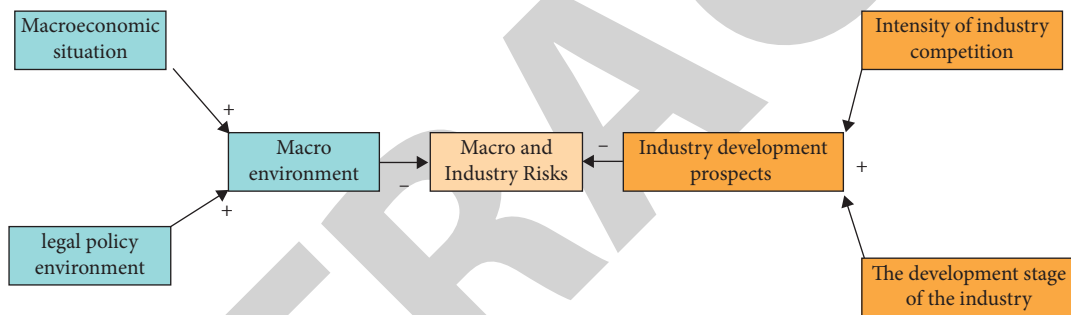 Macroeconomic
situation
Intensity of industry
competition
+
Macro
environment
–
Macro and
Industry Risks
–
Industry development
prospects
+
+
legal policy
environment
The development stage
of the industry